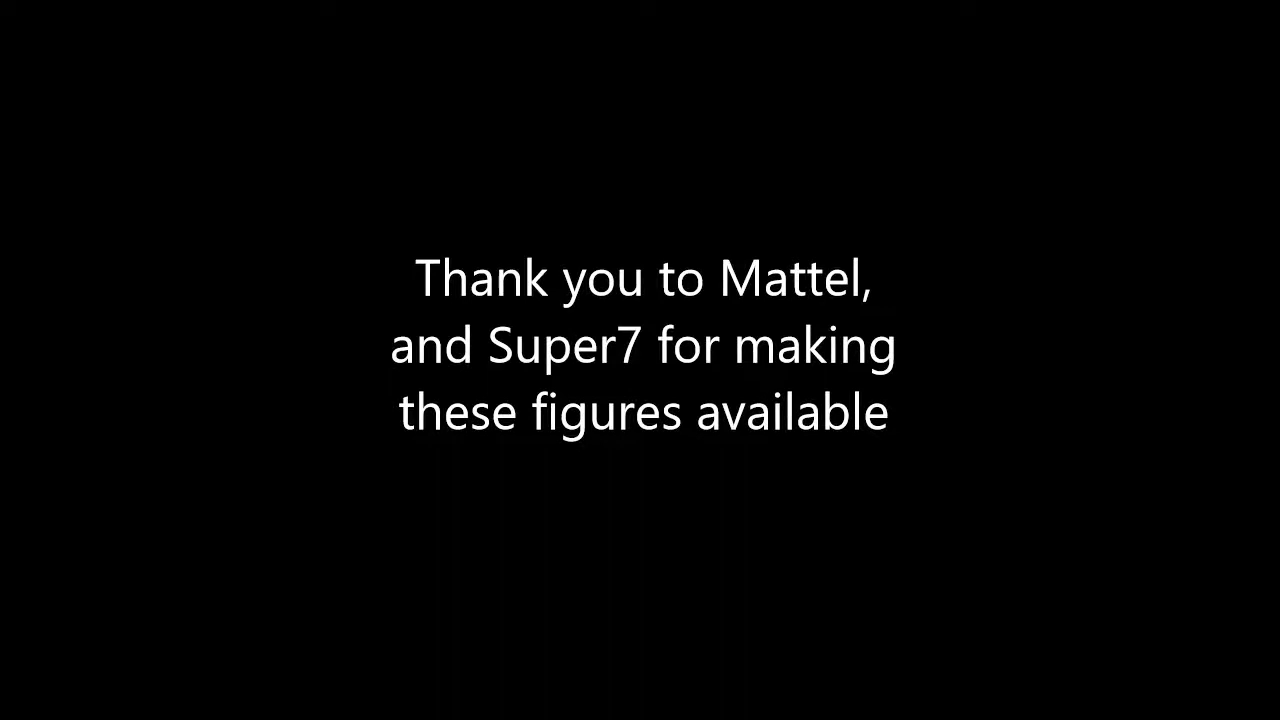 Thank you to Mattel,
and Super7 for making
these figures available